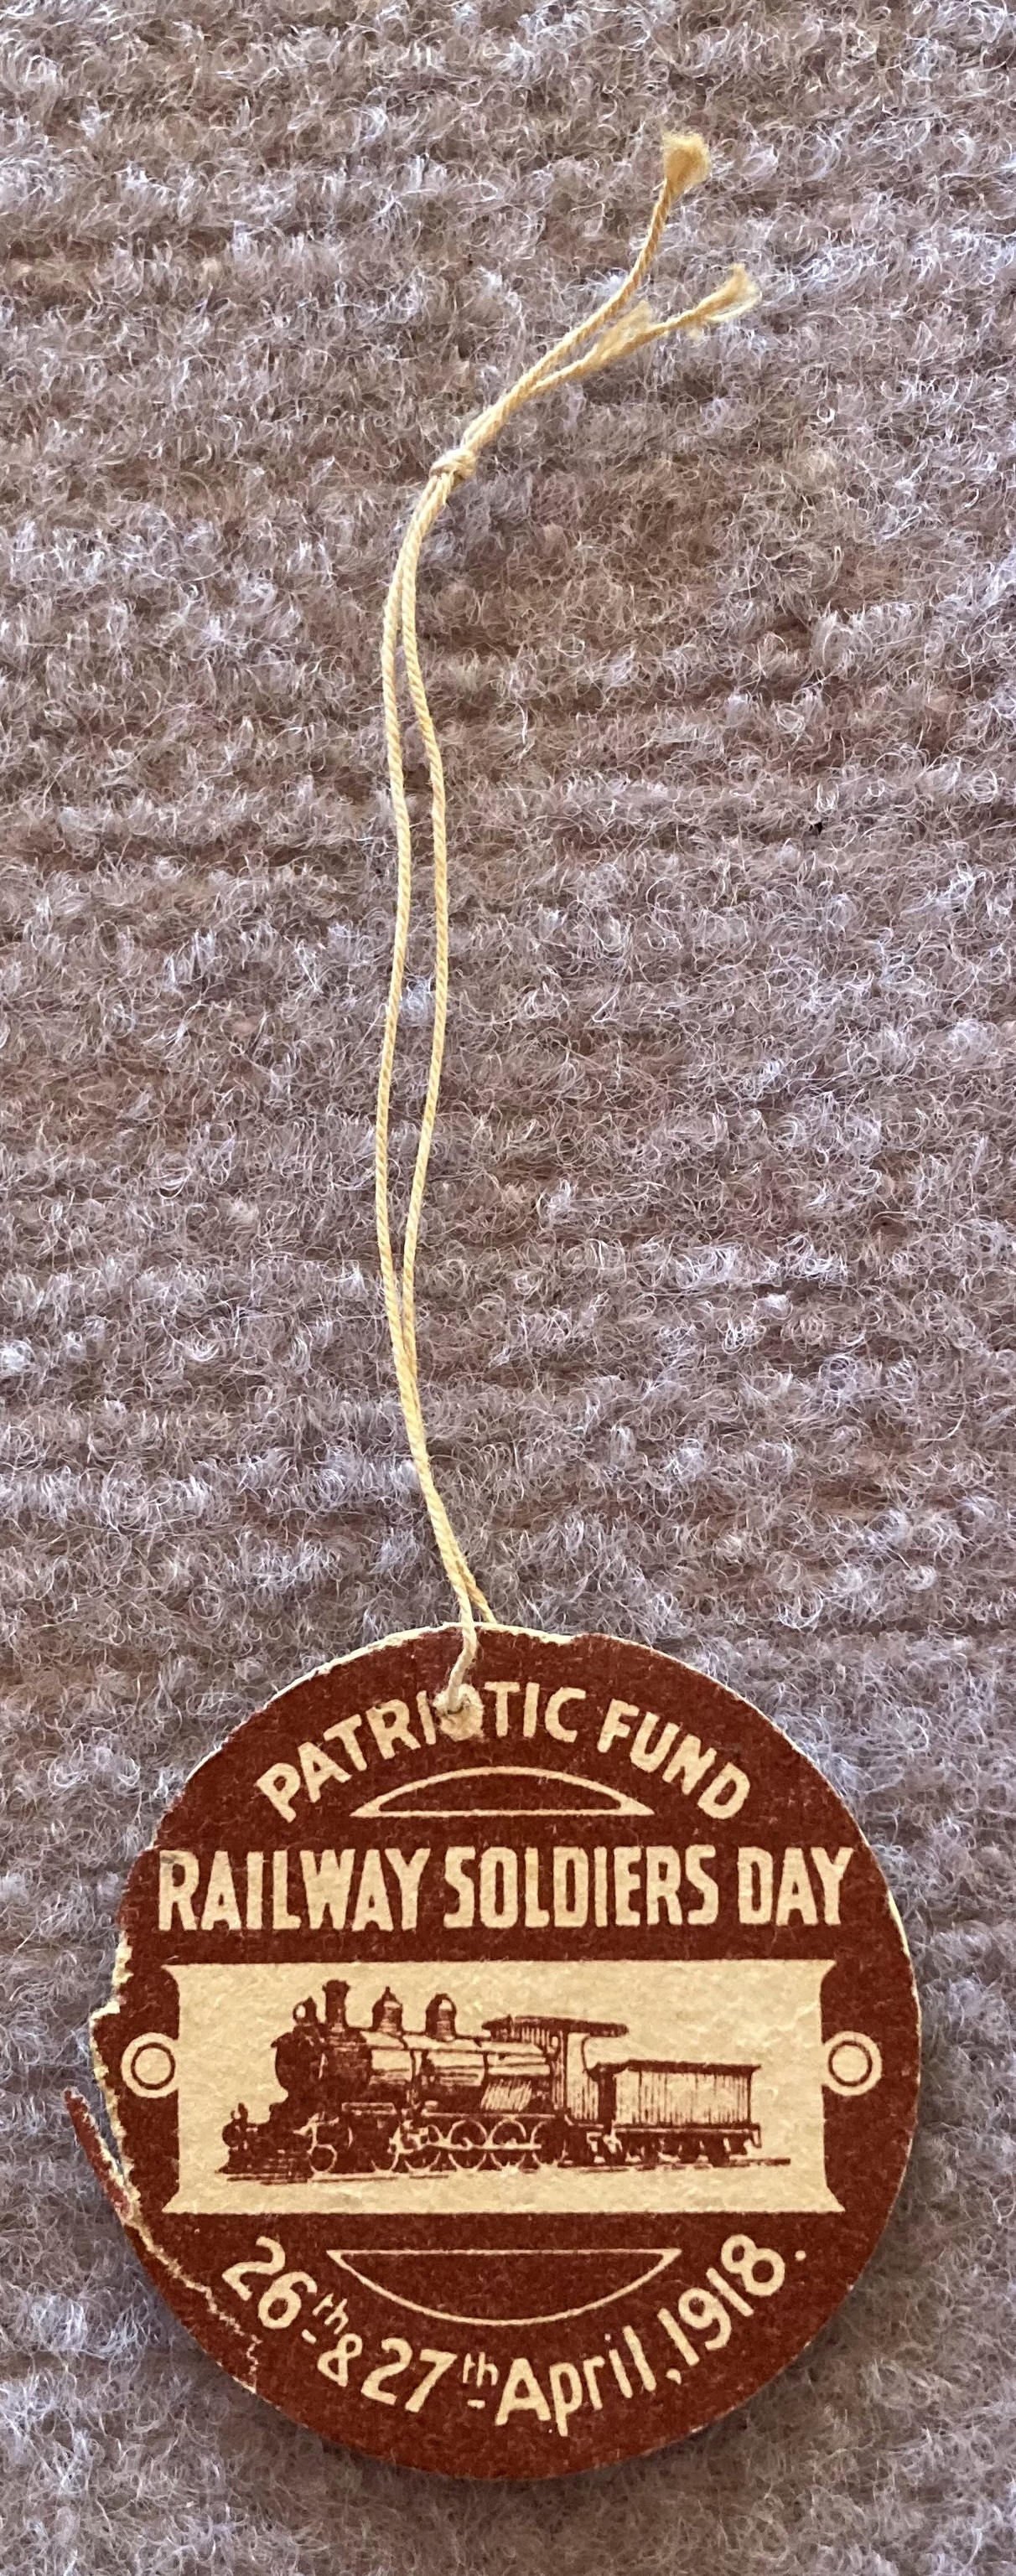 PATRIOTIC FUND
RAILWAY SOLDIERS DAY
26th & 27th April, 1918.